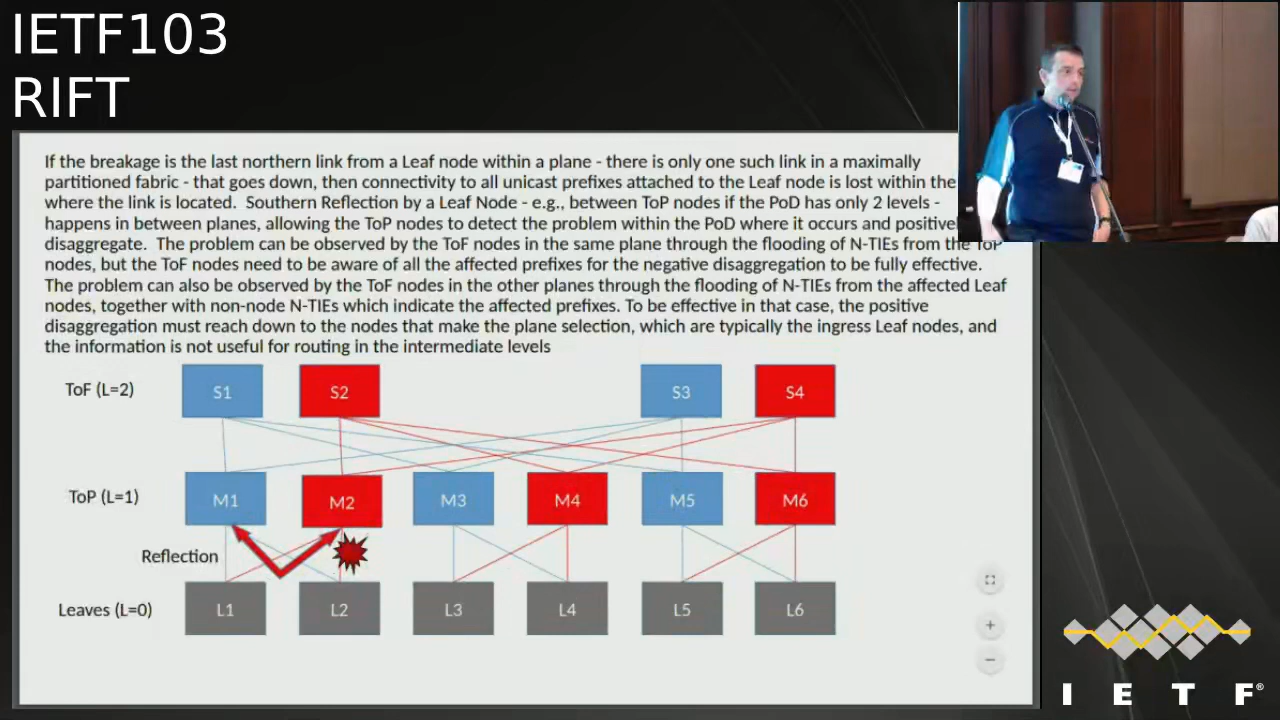 IETF103
RIFT
If the breakage is the last northern link from a Leaf node within a plane - there is only one such link in a maximally
partitioned fabric - that goes down, then connectivity to all unicast prefixes attached to the Leaf node is lost within the
where the link is located.  Southern Reflection by a Leaf Node - e.g., between ToP nodes if the PoD has only 2 levels -
happens in between planes, allowing the ToP nodes to detect the problem within the PoD where it occurs and positive
disaggregate.  The problem can be observed by the ToF nodes in the same plane through the flooding of N-TIEs from the ToP
nodes, but the ToF nodes need to be aware of all the affected prefixes for the negative disaggregation to be fully effective.
The problem can also be observed by the ToF nodes in the other planes through the flooding of N-TIEs from the affected Leaf
nodes, together with non-node N-TIEs which indicate the affected prefixes. To be effective in that case, the positive
disaggregation must reach down to the nodes that make the plane selection, which are typically the ingress Leaf nodes, and
the information is not useful for routing in the intermediate levels
ToF (L=2) S1 S2 S3 S4
ToP (L=1) M1 M2 M3 M4 M5 M6
Reflection
Leaves (L=0) L1 L2 L3 L4 L5 L6
+
−
I E T F®